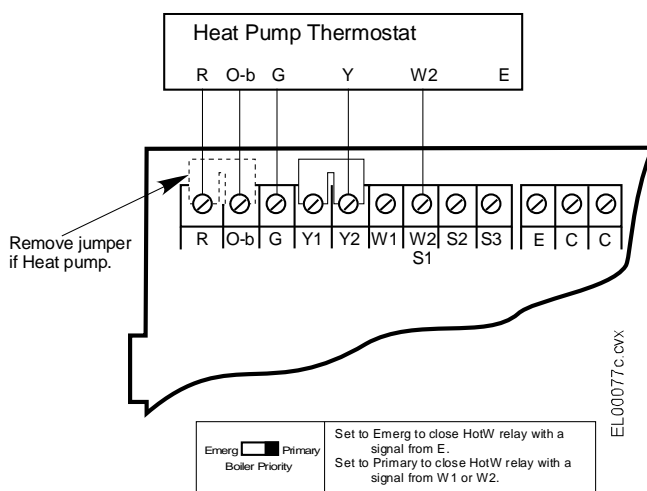 Heat Pump Thermostat
R O-b G Y W2 E
Remove jumper
if Heat pump.
R O-b G Y1 Y2 W1 W2 S2 S3 E C C
S1
EL00077c.cvx
Emerg Primary
Boiler Priority
Set to Emerg to close HotW relay with a
signal from E.
Set to Primary to close HotW relay with a
signal from W1 or W2.